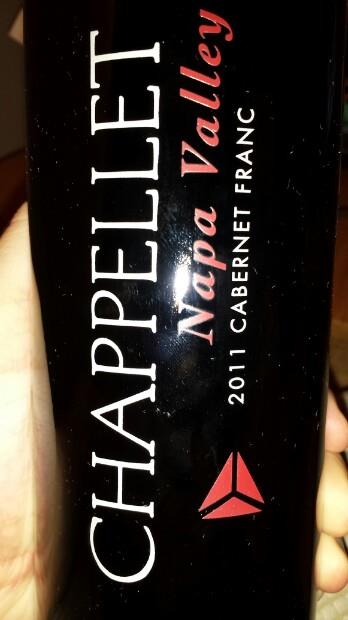 CHAPPELLET
Napa Valley
2011 CABERNET FRANC